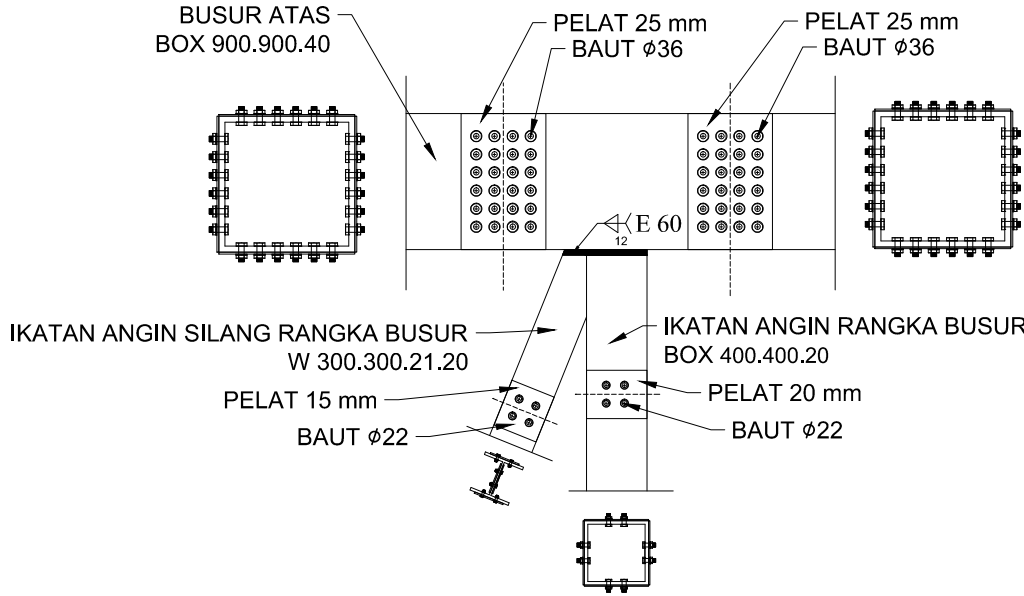 BUSUR ATAS
BOX 900.900.40
PELAT 25 mm
BAUT ϕ36
PELAT 25 mm
BAUT ϕ36
E 60
12
IKATAN ANGIN SILANG RANGKA BUSUR
W 300.300.21.20
IKATAN ANGIN RANGKA BUSUR
BOX 400.400.20
PELAT 15 mm
BAUT ϕ22
PELAT 20 mm
BAUT ϕ22